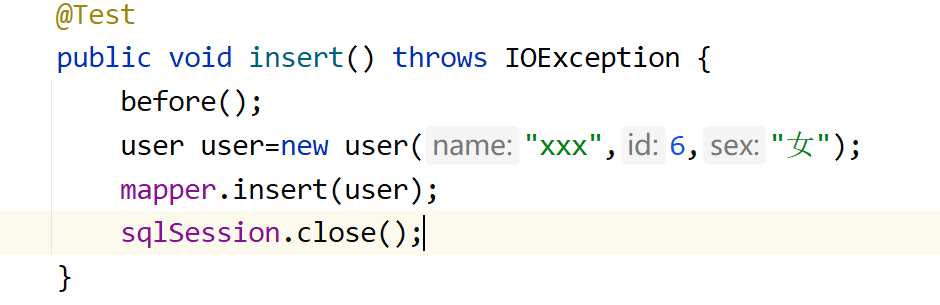 @Test
public void insert() throws IOException {
before();
user user=new user( name: "xxx", id: 6, sex: "女");
mapper.insert(user);
sqlSession.close();
}